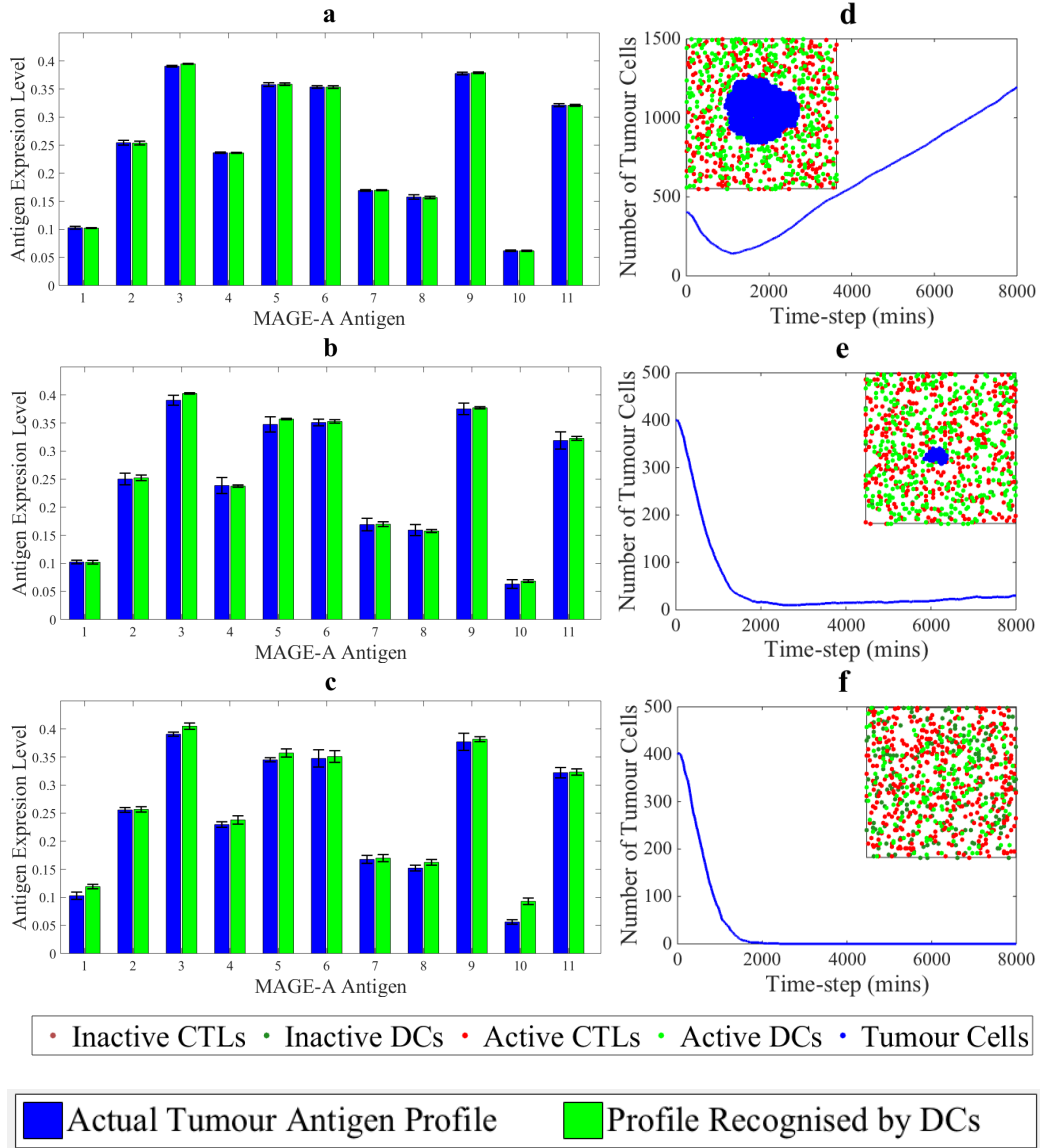 a
Antigen Expression Level
0.4
0.35
0.3
0.25
0.2
0.15
0.1
0.05
0
1 2 3 4 5 6 7 8 9 10 11
MAGE-A Antigen
d
Number of Tumour Cells
1500
1000
500
0
0 2000 4000 6000 8000
Time-step (mins)
b
Antigen Expression Level
0.4
0.35
0.3
0.25
0.2
0.15
0.1
0.05
0
1 2 3 4 5 6 7 8 9 10 11
MAGE-A Antigen
e
Number of Tumour Cells
500
400
300
200
100
0
0 2000 4000 6000 8000
Time-step (mins)
c
Antigen Expression Level
0.4
0.35
0.3
0.25
0.2
0.15
0.1
0.05
0
1 2 3 4 5 6 7 8 9 10 11
MAGE-A Antigen
f
Number of Tumour Cells
500
400
300
200
100
0
0 2000 4000 6000 8000
Time-step (mins)
Inactive CTLs Inactive DCs Active CTLs Active DCs Tumour Cells
Actual Tumour Antigen Profile Profile Recognised by DCs